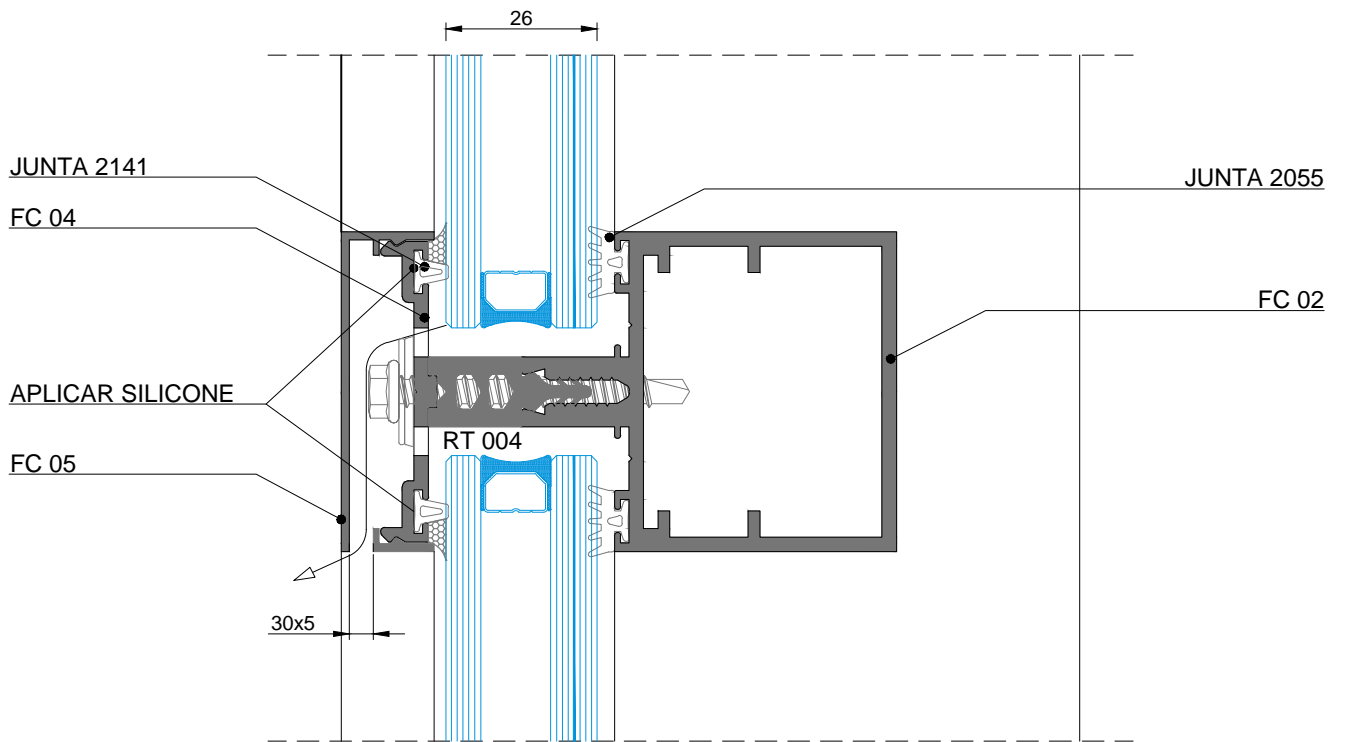 26
JUNTA 2141
JUNTA 2055
FC 04
FC 02
APLICAR SILICONE
RT 004
FC 05
30x5